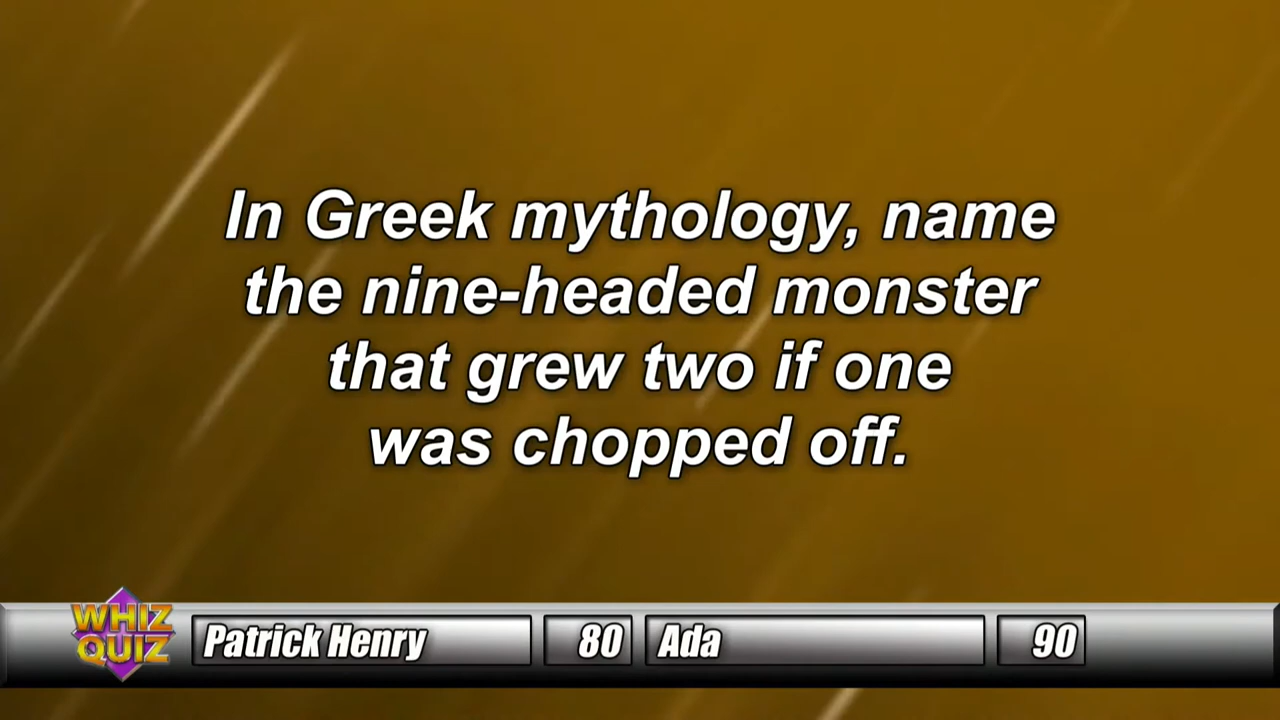 In Greek mythology, name
the nine-headed monster
that grew two if one
was chopped off.
WHIZ
QUIZ
Patrick Henry 80 Ada 90